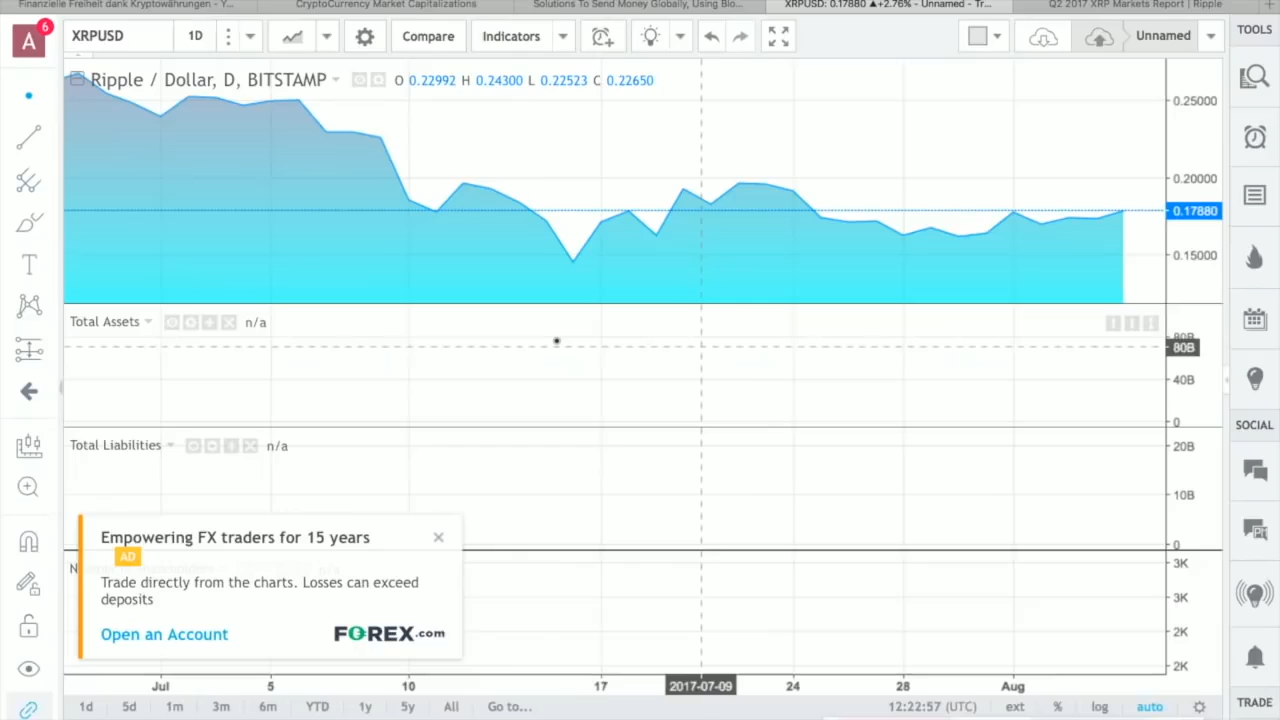 Finanzielle Freiheit dank Kryptowährungen - Y...
CryptoCurrency Market Capitalizations
Solutions To Send Money Globally, Using Blo...
XRPUSD: 0.17880 ▲+2.76% - Unnamed - Tr...
Q2 2017 XRP Markets Report | Ripple
A 6
XRPUSD 1D Compare Indicators Unnamed
TOOLS
Ripple / Dollar, D, BITSTAMP O 0.22992 H 0.24300 L 0.22523 C 0.22650
0.25000
0.20000
0.17880
0.15000
Total Assets n/a
80B
80B
40B
0
SOCIAL
Total Liabilities n/a
20B
10B
0
Empowering FX traders for 15 years
AD
Trade directly from the charts. Losses can exceed
deposits
Open an Account FOREX.com
3K
3K
2K
2K
Jul 5 10 17 2017-07-09 24 28 Aug
1d 5d 1m 3m 6m YTD 1y 5y All Go to... 12:22:57 (UTC) ext % log auto
TRADE